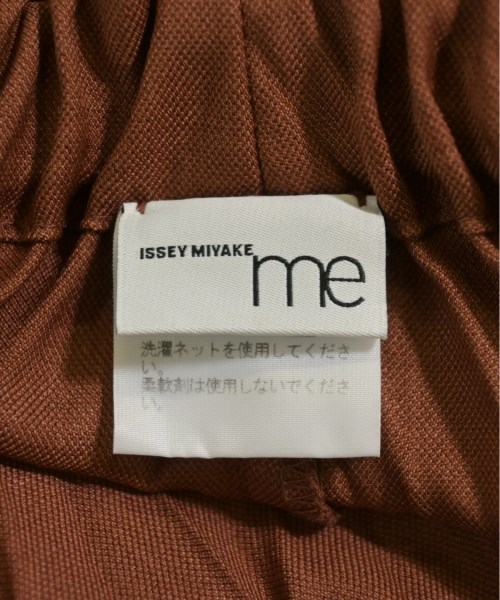 ISSEY MIYAKE
me
洗濯ネットを使用してくださ
い。
柔軟剤は使用しないでくださ
い。